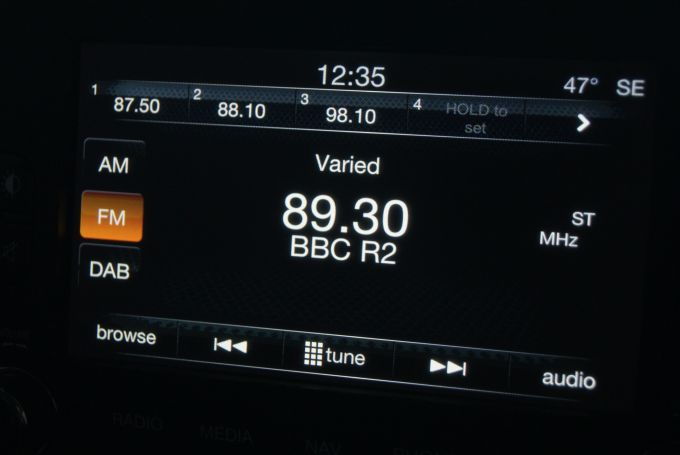 12:35
47° SE
1 87.50
2 88.10
3 98.10
4 HOLD to set
AM
Varied
FM
89.30
ST
BBC R2
MHz
DAB
browse
tune
audio
RADIO
MEDIA
NAV